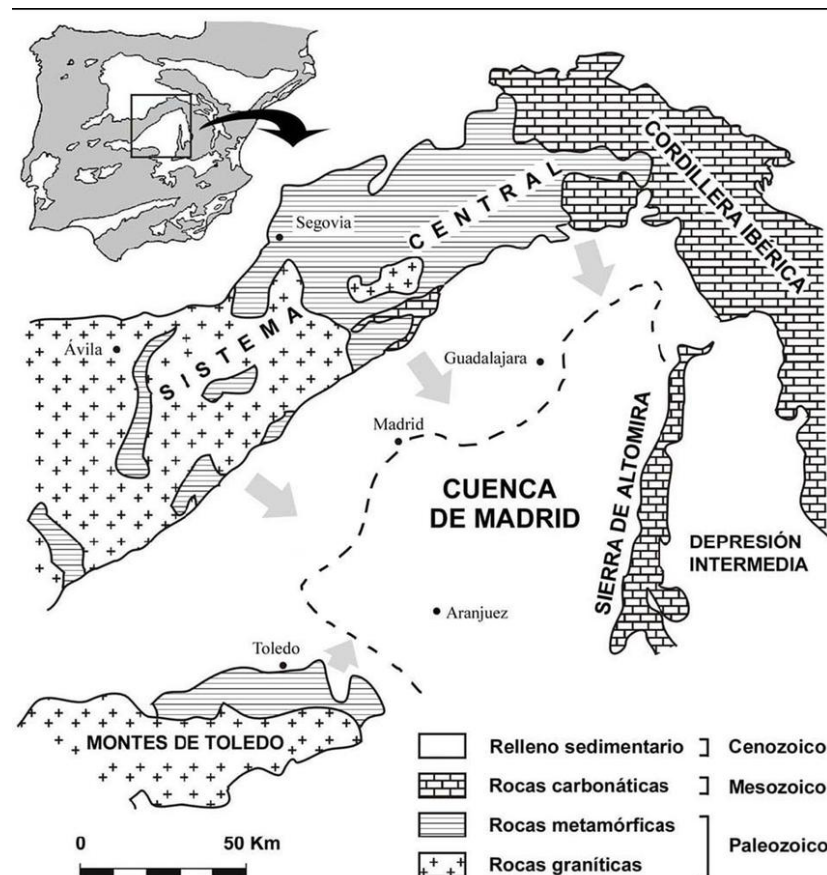 CORDILLERA IBÉRICA
CENTRAL
Segovia
SISTEMA
Ávila
Guadalajara
Madrid
CUENCA
DE MADRID
SIERRA DE ALTOMIRA
DEPRESIÓN
INTERMEDIA
Aranjuez
Toledo
MONTES DE TOLEDO
Relleno sedimentario
Cenozoico
Rocas carbonáticas
Mesozoico
Rocas metamórficas
Paleozoico
Rocas graníticas
0 50 Km